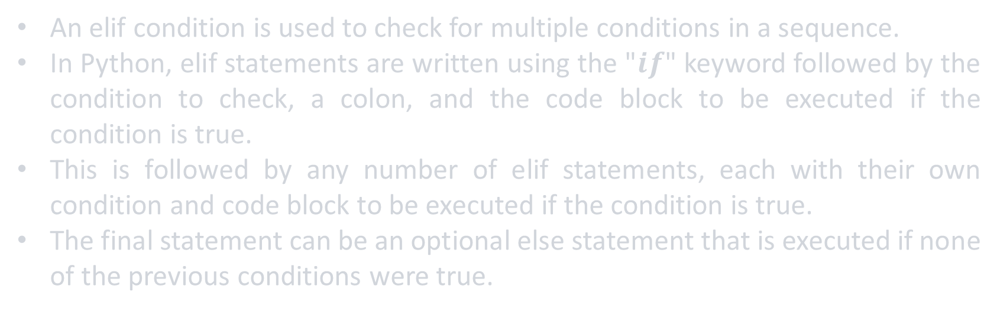 • An elif condition is used to check for multiple conditions in a sequence.
• In Python, elif statements are written using the "if" keyword followed by the
condition to check, a colon, and the code block to be executed if the
condition is true.
• This is followed by any number of elif statements, each with their own
condition and code block to be executed if the condition is true.
• The final statement can be an optional else statement that is executed if none
of the previous conditions were true.